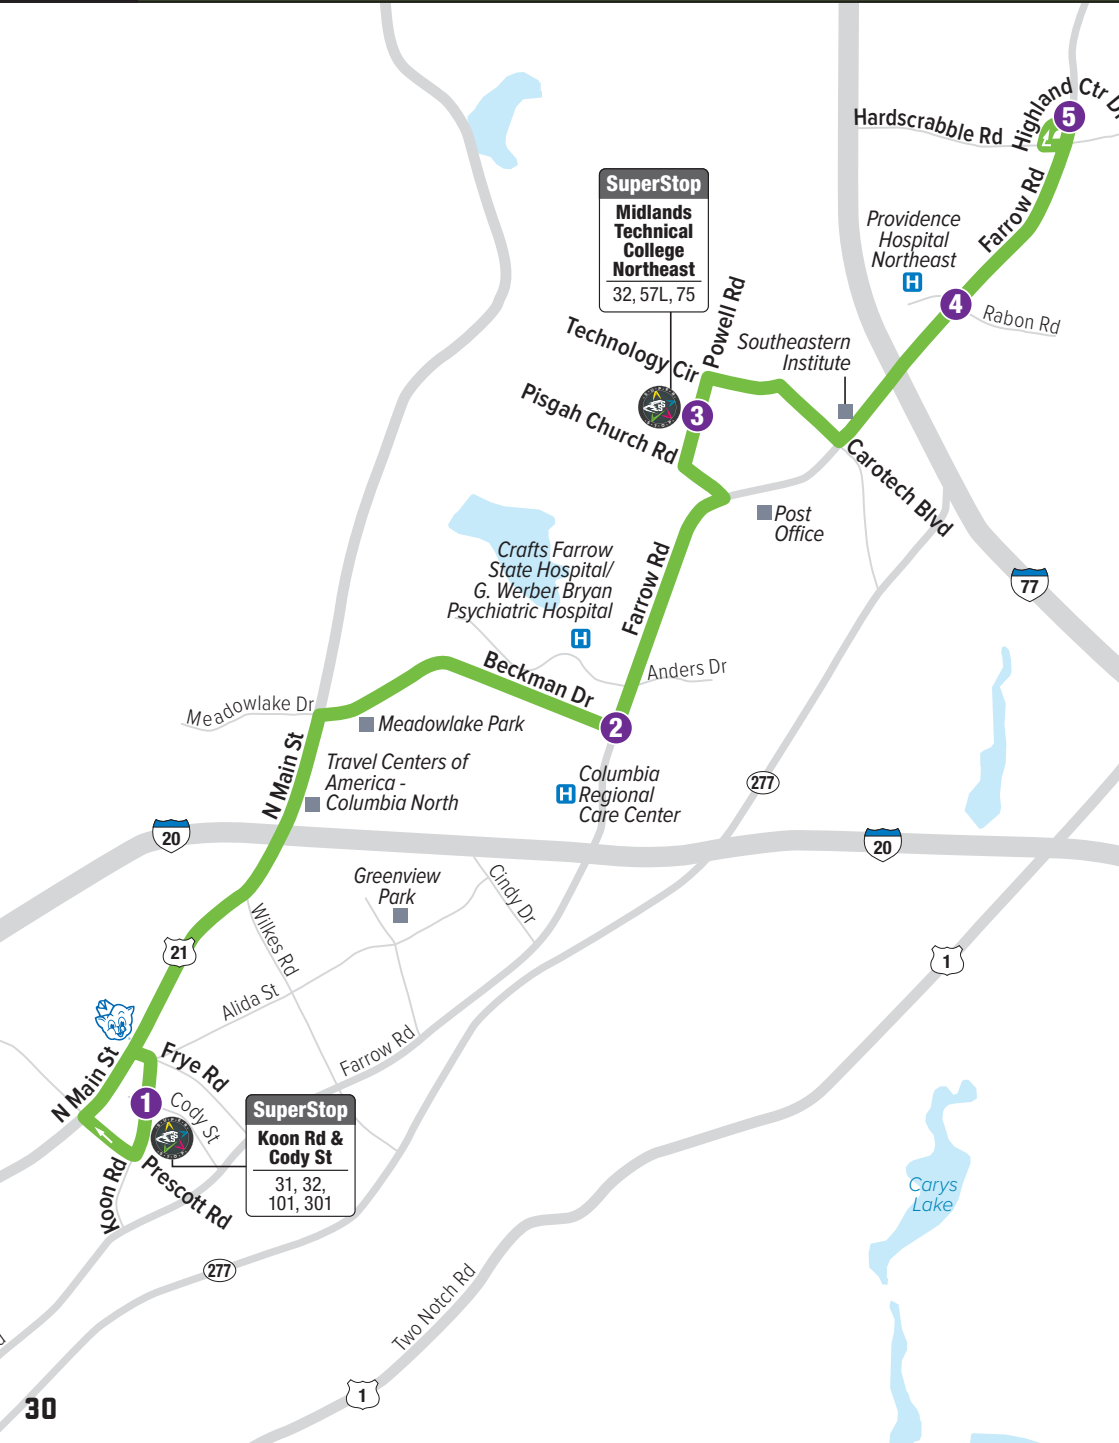 Highland Ctr Dr
5
Hardscrabble Rd
Farrow Rd
SuperStop
Midlands
Technical
College
Northeast
32, 57L, 75
Providence
Hospital
Northeast
H
4
Rabon Rd
Powell Rd
Technology Cir
Southeastern
Institute
3
Pisgah Church Rd
Carotech Blvd
Post
Office
77
Crafts Farrow
State Hospital/
G. Werber Bryan
Psychiatric Hospital
H
Farrow Rd
Anders Dr
Beckman Dr
2
Meadowlake Dr
Meadowlake Park
N Main St
Travel Centers of
America -
Columbia North
H
Columbia
Regional
Care Center
277
20
20
Greenview
Park
Cindy Dr
Wilkes Rd
21
1
Alida St
Farrow Rd
N Main St
Frye Rd
1
Cody St
SuperStop
Koon Rd &
Cody St
31, 32,
101, 301
Koon Rd
Prescott Rd
Carys
Lake
277
Two Notch Rd
1
30